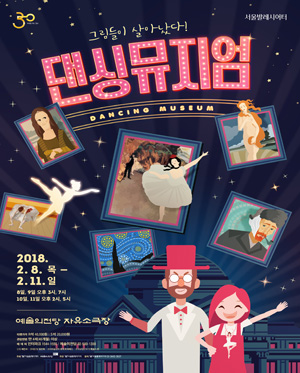 30
서울발레시어터
그림들이 살아났다!
댄싱뮤지엄
DANCING MUSEUM
2018.
2. 8. 목 –
2. 11. 일
8일, 9일 오후 3시, 7시
10일, 11일 오후 2시, 5시
예술의전당 자유소극장